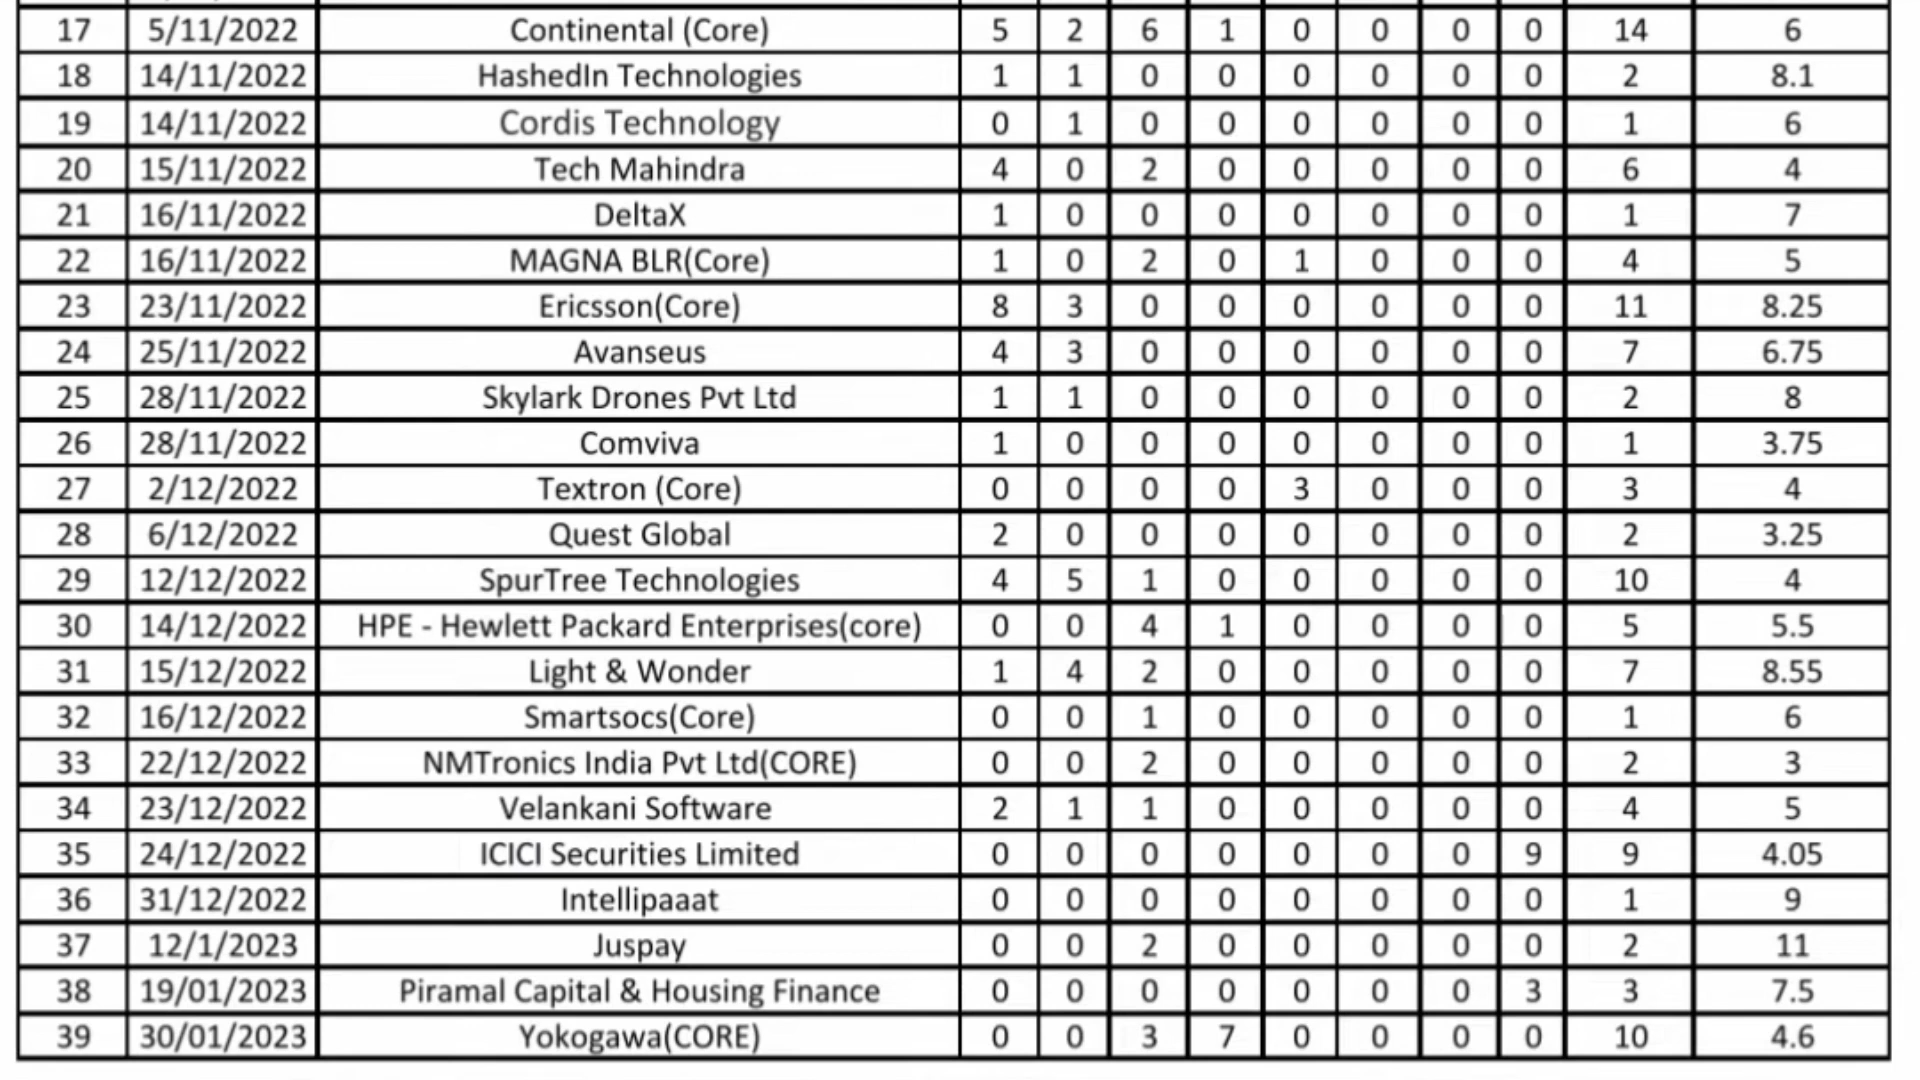 17 5/11/2022 Continental (Core) 5 2 6 1 0 0 0 0 14 6
18 14/11/2022 HashedIn Technologies 1 1 0 0 0 0 0 0 2 8.1
19 14/11/2022 Cordis Technology 0 1 0 0 0 0 0 0 1 6
20 15/11/2022 Tech Mahindra 4 0 2 0 0 0 0 0 6 4
21 16/11/2022 DeltaX 1 0 0 0 0 0 0 0 1 7
22 16/11/2022 MAGNA BLR(Core) 1 0 2 0 1 0 0 0 4 5
23 23/11/2022 Ericsson(Core) 8 3 0 0 0 0 0 0 11 8.25
24 25/11/2022 Avanseus 4 3 0 0 0 0 0 0 7 6.75
25 28/11/2022 Skylark Drones Pvt Ltd 1 1 0 0 0 0 0 0 2 8
26 28/11/2022 Comviva 1 0 0 0 0 0 0 0 1 3.75
27 2/12/2022 Textron (Core) 0 0 0 0 3 0 0 0 3 4
28 6/12/2022 Quest Global 2 0 0 0 0 0 0 0 2 3.25
29 12/12/2022 SpurTree Technologies 4 5 1 0 0 0 0 0 10 4
30 14/12/2022 HPE - Hewlett Packard Enterprises(core) 0 0 4 1 0 0 0 0 5 5.5
31 15/12/2022 Light & Wonder 1 4 2 0 0 0 0 0 7 8.55
32 16/12/2022 Smartsocs(Core) 0 0 1 0 0 0 0 0 1 6
33 22/12/2022 NMTronics India Pvt Ltd(CORE) 0 0 2 0 0 0 0 0 2 3
34 23/12/2022 Velankani Software 2 1 1 0 0 0 0 0 4 5
35 24/12/2022 ICICI Securities Limited 0 0 0 0 0 0 0 9 9 4.05
36 31/12/2022 Intellipaaat 0 0 0 0 0 0 0 0 1 9
37 12/1/2023 Juspay 0 0 2 0 0 0 0 0 2 11
38 19/01/2023 Piramal Capital & Housing Finance 0 0 0 0 0 0 0 3 3 7.5
39 30/01/2023 Yokogawa(CORE) 0 0 3 7 0 0 0 0 10 4.6